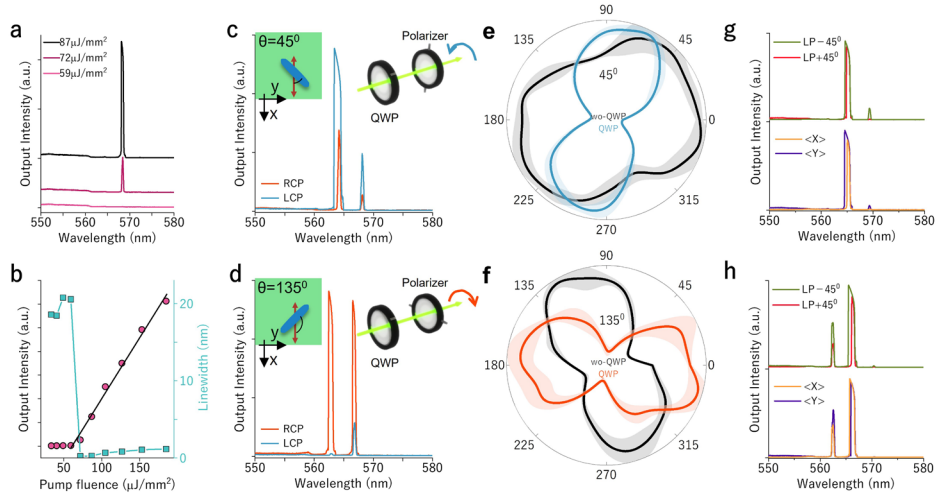 a
87μJ/mm²
72μJ/mm²
59μJ/mm²
Output Intensity (a.u.)
550 560 570 580
Wavelength (nm)
b
Output Intensity (a.u.)
Linewidth (nm)
20
10
0
50 100 150
Pump fluence (μJ/mm²)
c
θ=45⁰
y
x
Polarizer
QWP
RCP
LCP
Output Intensity (a.u.)
550 560 570 580
Wavelength (nm)
d
θ=135⁰
y
x
Polarizer
QWP
RCP
LCP
Output Intensity (a.u.)
550 560 570 580
Wavelength (nm)
e
90
135 45
45⁰
wo-QWP
QWP
180 0
225 315
270
f
90
135 45
135⁰
wo-QWP
QWP
180 0
225 315
270
g
LP−45⁰
LP+45⁰
<X>
<Y>
Output Intensity (a.u.)
550 560 570 580
Wavelength (nm)
h
LP−45⁰
LP+45⁰
<X>
<Y>
Output Intensity (a.u.)
550 560 570 580
Wavelength (nm)